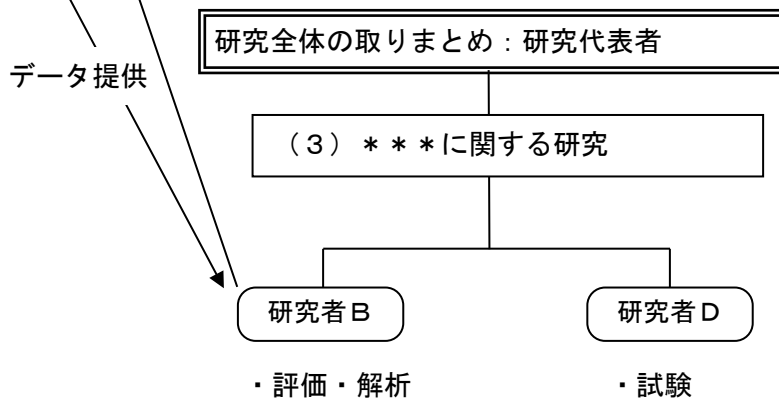 研究全体の取りまとめ：研究代表者
データ提供
（３）＊＊＊に関する研究
研究者Ｂ
研究者Ｄ
・評価・解析
・試験